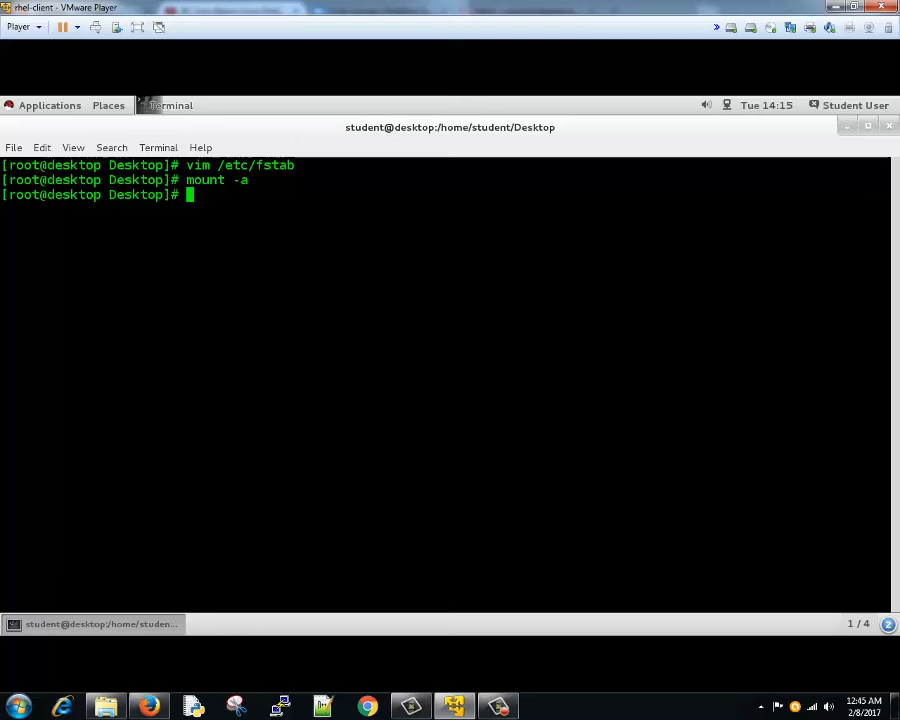 rhel-client - VMware Player
Player
»
Applications Places Terminal Tue 14:15 Student User
student@desktop:/home/student/Desktop
File Edit View Search Terminal Help
[root@desktop Desktop]# vim /etc/fstab
[root@desktop Desktop]# mount -a
[root@desktop Desktop]#
student@desktop:/home/studen... 1 / 4 2
12:45 AM
2/8/2017